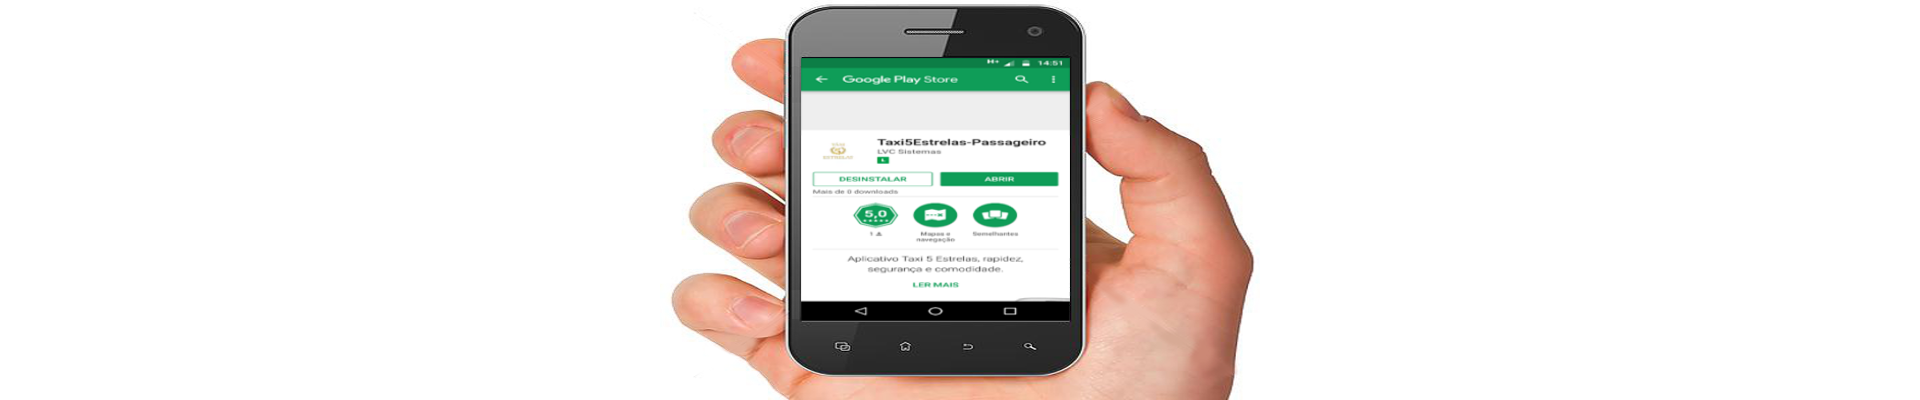 H+ 14:51
Google Play Store
Taxi5Estrelas-Passageiro
LVC Sistemas
L
DESINSTALAR ABRIR
Mais de 0 downloads
5,0
1
Mapas e navegação
Semelhantes
Aplicativo Taxi 5 Estrelas, rapidez,
segurança e comodidade.
LER MAIS